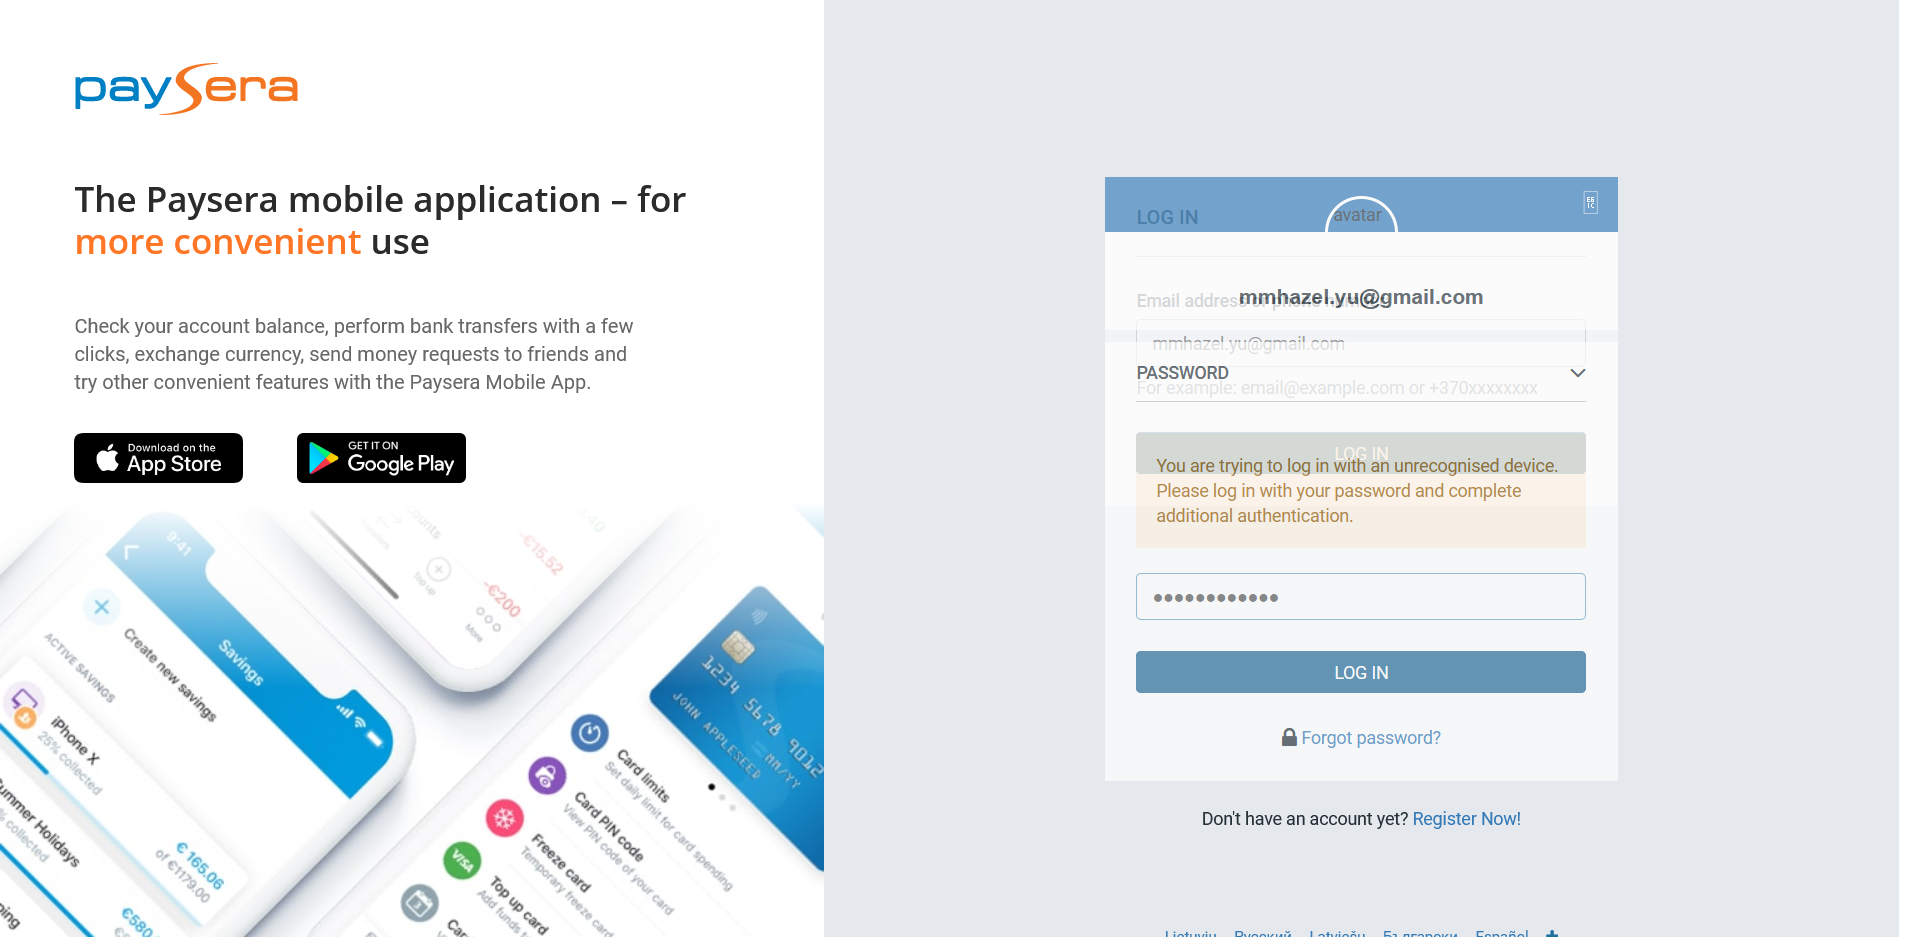 paysera
The Paysera mobile application – for
more convenient use
Check your account balance, perform bank transfers with a few
clicks, exchange currency, send money requests to friends and
try other convenient features with the Paysera Mobile App.
Download on the
App Store
GET IT ON
Google Play
9:41
Savings
Create new savings
ACTIVE SAVINGS
iPhone X
25% collected
€ 165.06
of €1179.00
ummer Holidays
% collected
€580
ping
Transfers
Top up
More
-€15.52
-€200
1234 5678 9012
JOHN APPLESEED
MM/YY
Card limits
Set daily limit for card spending
Card PIN code
View PIN code of your card
Freeze card
Temporary freeze card
VISA
Top up card
Add funds
LOG IN
avatar
Email address or phone number
mmhazel.yu@gmail.com
mmhazel.yu@gmail.com
PASSWORD
For example: email@example.com or +370xxxxxxxx
LOG IN
You are trying to log in with an unrecognised device.
Please log in with your password and complete
additional authentication.
LOG IN
Forgot password?
Don't have an account yet? Register Now!
Lietuvių Русский Latviešu Български Español